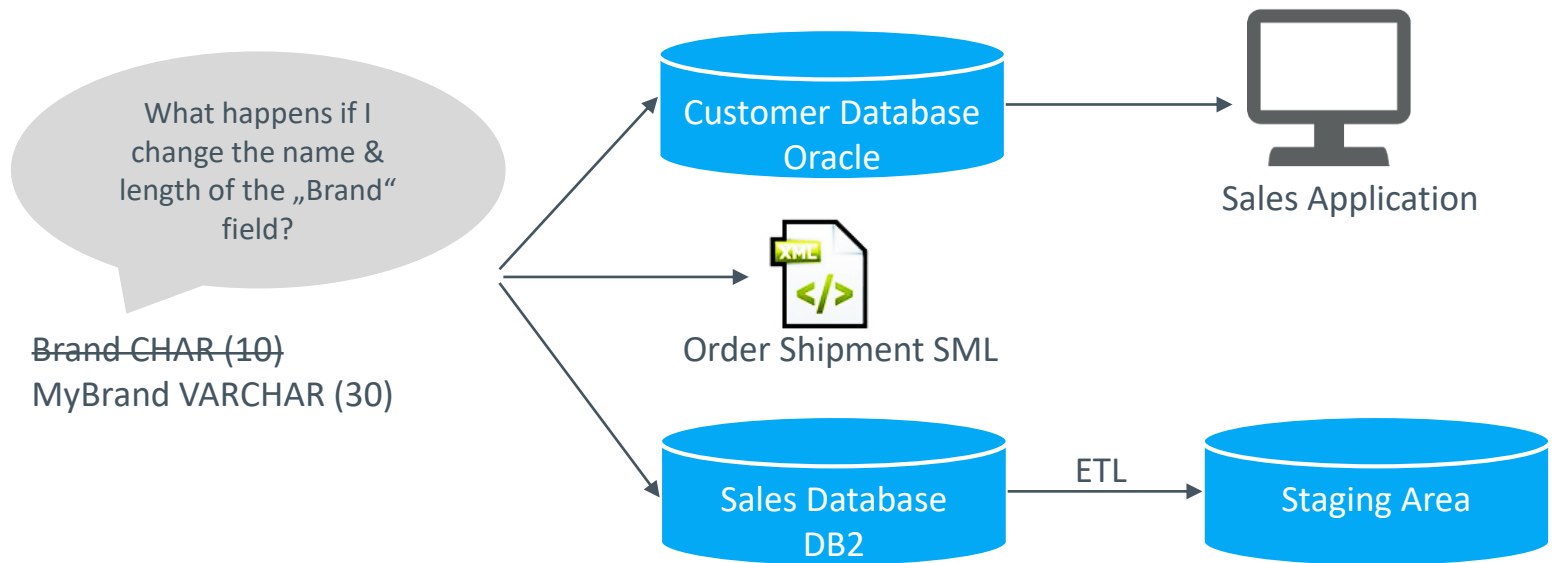 What happens if I
change the name &
length of the „Brand“
field?
Brand CHAR (10)
MyBrand VARCHAR (30)
Customer Database
Oracle
Sales Application
XML
</>
Order Shipment SML
Sales Database
DB2
ETL
Staging Area